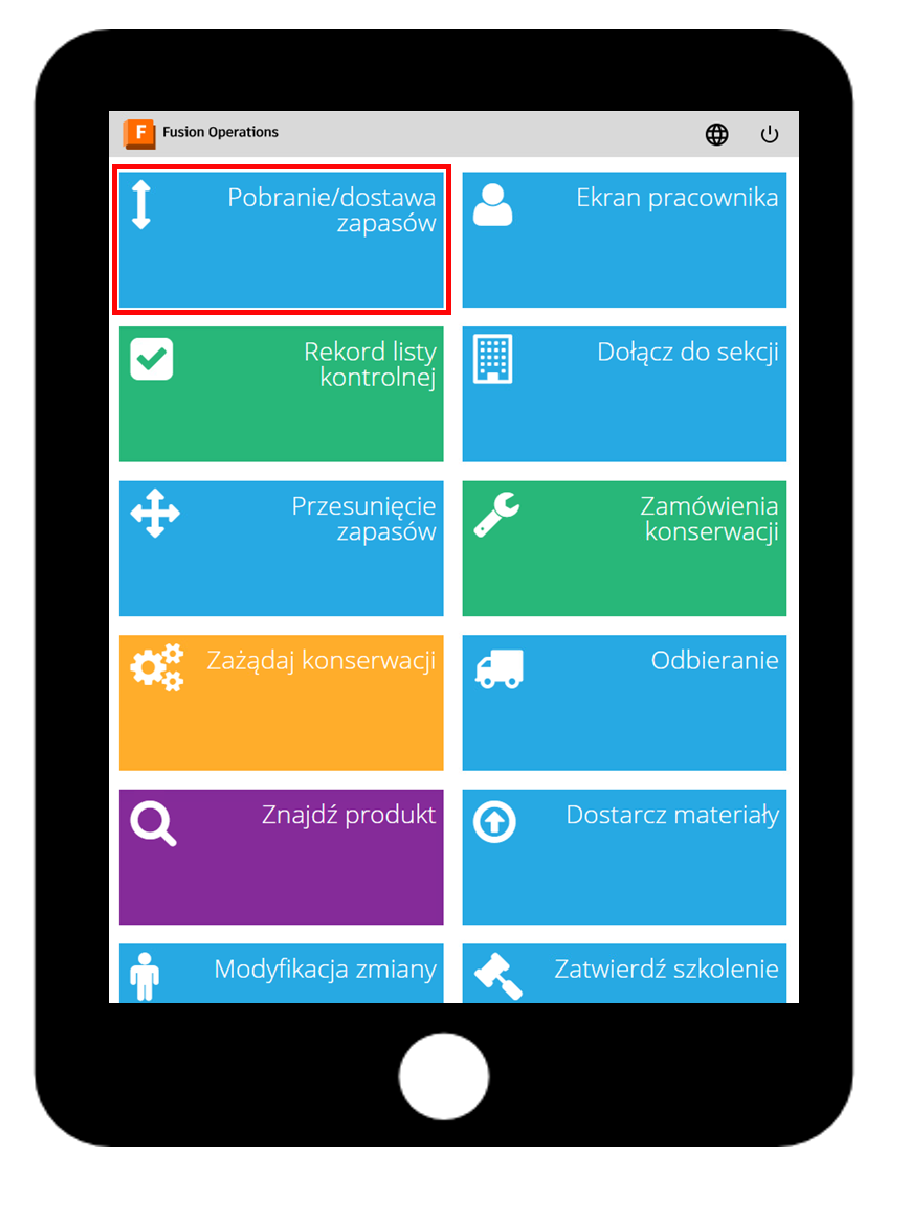 F Fusion Operations
Pobranie/dostawa
zapasów
Ekran pracownika
Rekord listy
kontrolnej
Dołącz do sekcji
Przesunięcie
zapasów
Zamówienia
konserwacji
Zażądaj konserwacji
Odbieranie
Znajdź produkt
Dostarcz materiały
Modyfikacja zmiany
Zatwierdź szkolenie